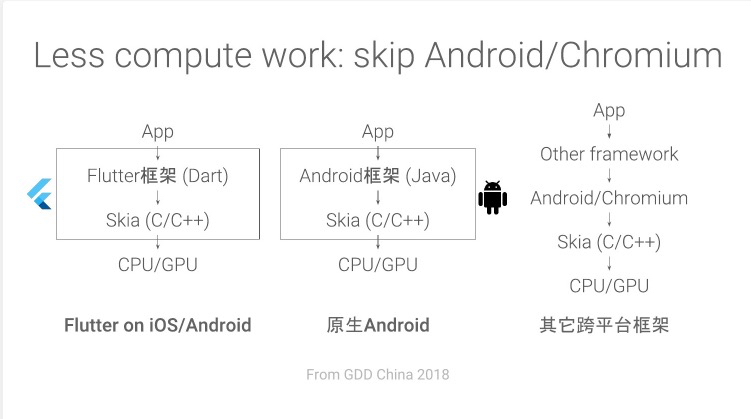 Less compute work: skip Android/Chromium
App
Flutter框架 (Dart)
Skia (C/C++)
CPU/GPU
Flutter on iOS/Android
App
Android框架 (Java)
Skia (C/C++)
CPU/GPU
原生Android
App
Other framework
Android/Chromium
Skia (C/C++)
CPU/GPU
其它跨平台框架
From GDD China 2018